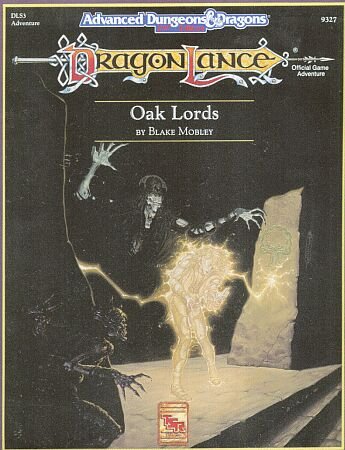 DLS3
Adventure
Advanced Dungeons & Dragons
9327
DRAGONLANCE
®
Official Game
Adventure
Oak Lords
BY BLAKE MOBLEY
TSR